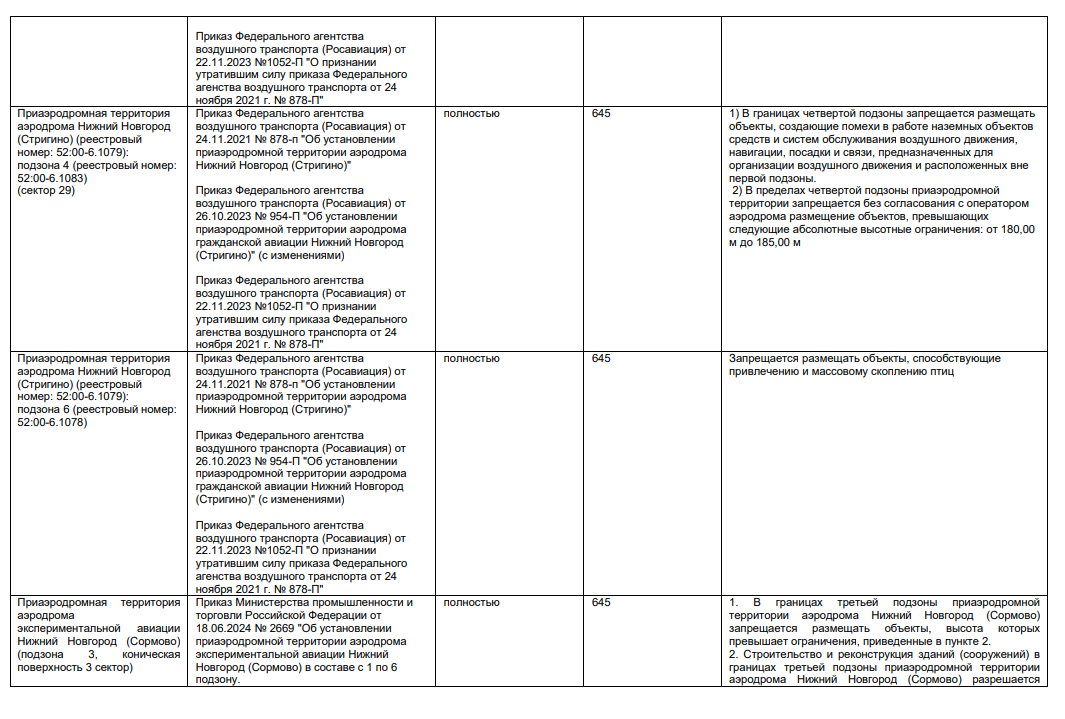 Приказ Федерального агентства
воздушного транспорта (Росавиация) от
22.11.2023 №1052-П "О признании
утратившим силу приказа Федерального
агенства воздушного транспорта от 24
ноября 2021 г. № 878-П"
Приаэродромная территория
аэродрома Нижний Новгород
(Стригино) (реестровый
номер: 52:00-6.1079):
подзона 4 (реестровый номер:
52:00-6.1083)
(сектор 29)
Приказ Федерального агентства
воздушного транспорта (Росавиация) от
24.11.2021 № 878-п "Об установлении
приаэродромной территории аэродрома
Нижний Новгород (Стригино)"
Приказ Федерального агентства
воздушного транспорта (Росавиация) от
26.10.2023 № 954-П "Об установлении
приаэродромной территории аэродрома
гражданской авиации Нижний Новгород
(Стригино)" (с изменениями)
Приказ Федерального агентства
воздушного транспорта (Росавиация) от
22.11.2023 №1052-П "О признании
утратившим силу приказа Федерального
агенства воздушного транспорта от 24
ноября 2021 г. № 878-П"
полностью
645
1) В границах четвертой подзоны запрещается размещать
объекты, создающие помехи в работе наземных объектов
средств и систем обслуживания воздушного движения,
навигации, посадки и связи, предназначенных для
организации воздушного движения и расположенных вне
первой подзоны.
2) В пределах четвертой подзоны приаэродромной
территории запрещается без согласования с оператором
аэродрома размещение объектов, превышающих
следующие абсолютные высотные ограничения: от 180,00
м до 185,00 м
Приаэродромная территория
аэродрома Нижний Новгород
(Стригино) (реестровый
номер: 52:00-6.1079):
подзона 6 (реестровый номер:
52:00-6.1078)
Приказ Федерального агентства
воздушного транспорта (Росавиация) от
24.11.2021 № 878-п "Об установлении
приаэродромной территории аэродрома
Нижний Новгород (Стригино)"
Приказ Федерального агентства
воздушного транспорта (Росавиация) от
26.10.2023 № 954-П "Об установлении
приаэродромной территории аэродрома
гражданской авиации Нижний Новгород
(Стригино)" (с изменениями)
Приказ Федерального агентства
воздушного транспорта (Росавиация) от
22.11.2023 №1052-П "О признании
утратившим силу приказа Федерального
агенства воздушного транспорта от 24
ноября 2021 г. № 878-П"
полностью
645
Запрещается размещать объекты, способствующие
привлечению и массовому скоплению птиц
Приаэродромная территория
аэродрома
экспериментальной авиации
Нижний Новгород (Сормово)
(подзона 3, коническая
поверхность 3 сектор)
Приказ Министерства промышленности и
торговли Российской Федерации от
18.06.2024 № 2669 "Об установлении
приаэродромной территории аэродрома
экспериментальной авиации Нижний
Новгород (Сормово) в составе с 1 по 6
подзону.
полностью
645
1. В границах третьей подзоны приаэродромной
территории аэродрома Нижний Новгород (Сормово)
запрещается размещать объекты, высота которых
превышает ограничения, приведенные в пункте 2.
2. Строительство и реконструкция зданий (сооружений) в
границах третьей подзоны приаэродромной территории
аэродрома Нижний Новгород (Сормово) разрешается